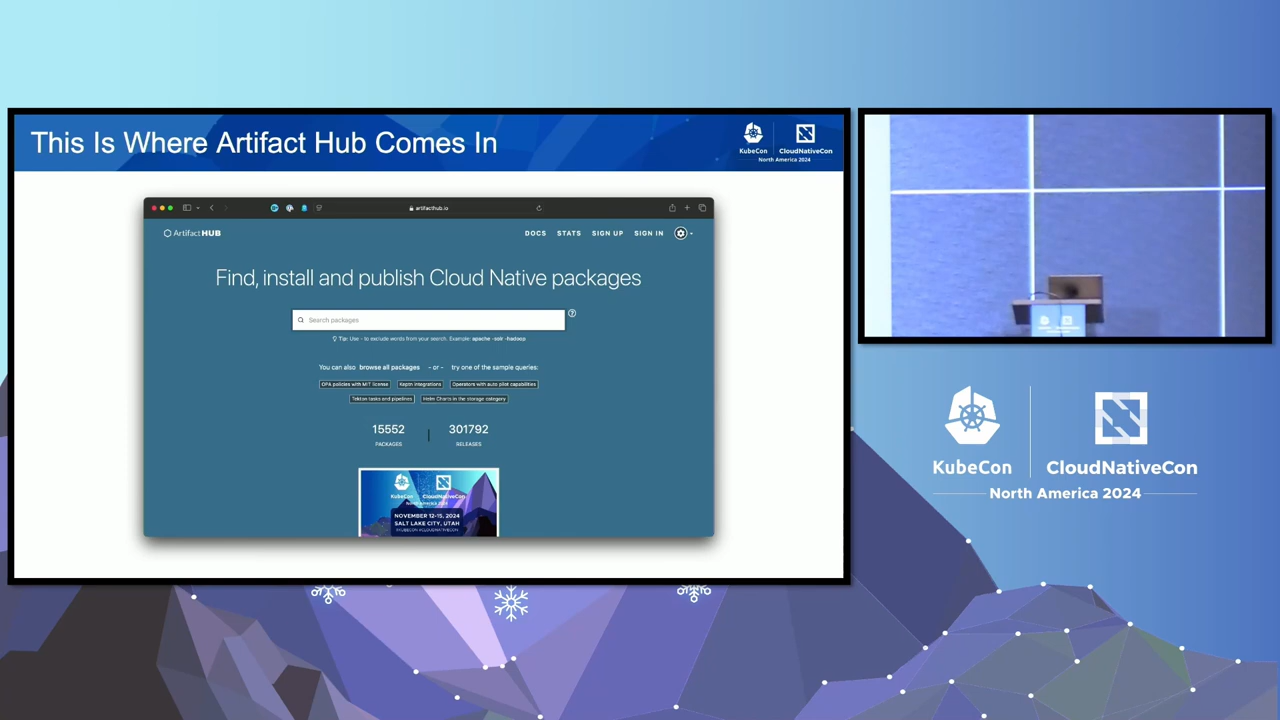 This Is Where Artifact Hub Comes In
KubeCon
CloudNativeCon
North America 2024
artifacthub.io
Artifact HUB
DOCS STATS SIGN UP SIGN IN
Find, install and publish Cloud Native packages
Search packages
Tip: Use - to exclude words from your search. Example: apache -solr -hadoop
You can also browse all packages - or - try one of the sample queries:
OPA policies with MIT license
Keptn integrations
Operators with auto pilot capabilities
Tekton tasks and pipelines
Helm Charts in the storage category
15552
PACKAGES
301792
RELEASES
KubeCon
CloudNativeCon
North America 2024
NOVEMBER 12-15, 2024
SALT LAKE CITY, UTAH
#KUBECON #CLOUDNATIVECON
KubeCon
CloudNativeCon
North America 2024